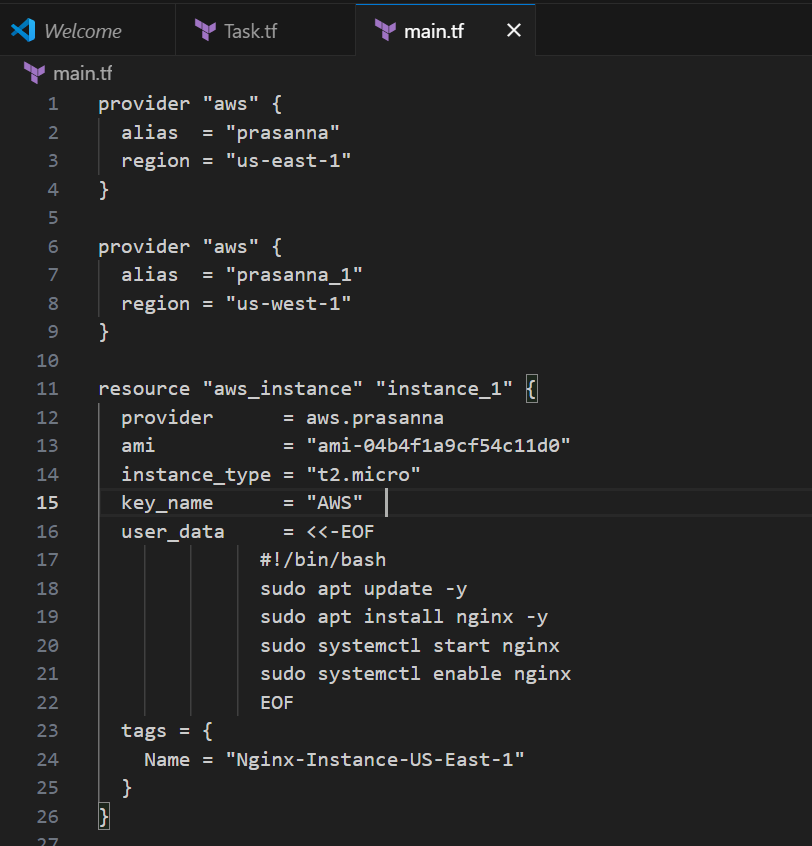 Welcome Task.tf main.tf
main.tf
1 provider "aws" {
2 alias  = "prasanna"
3 region = "us-east-1"
4 }
5
6 provider "aws" {
7 alias  = "prasanna_1"
8 region = "us-west-1"
9 }
10
11 resource "aws_instance" "instance_1" {
12 provider      = aws.prasanna
13 ami           = "ami-04b4f1a9cf54c11d0"
14 instance_type = "t2.micro"
15 key_name      = "AWS"
16 user_data     = <<-EOF
17 #!/bin/bash
18 sudo apt update -y
19 sudo apt install nginx -y
20 sudo systemctl start nginx
21 sudo systemctl enable nginx
22 EOF
23 tags = {
24 Name = "Nginx-Instance-US-East-1"
25 }
26 }
27